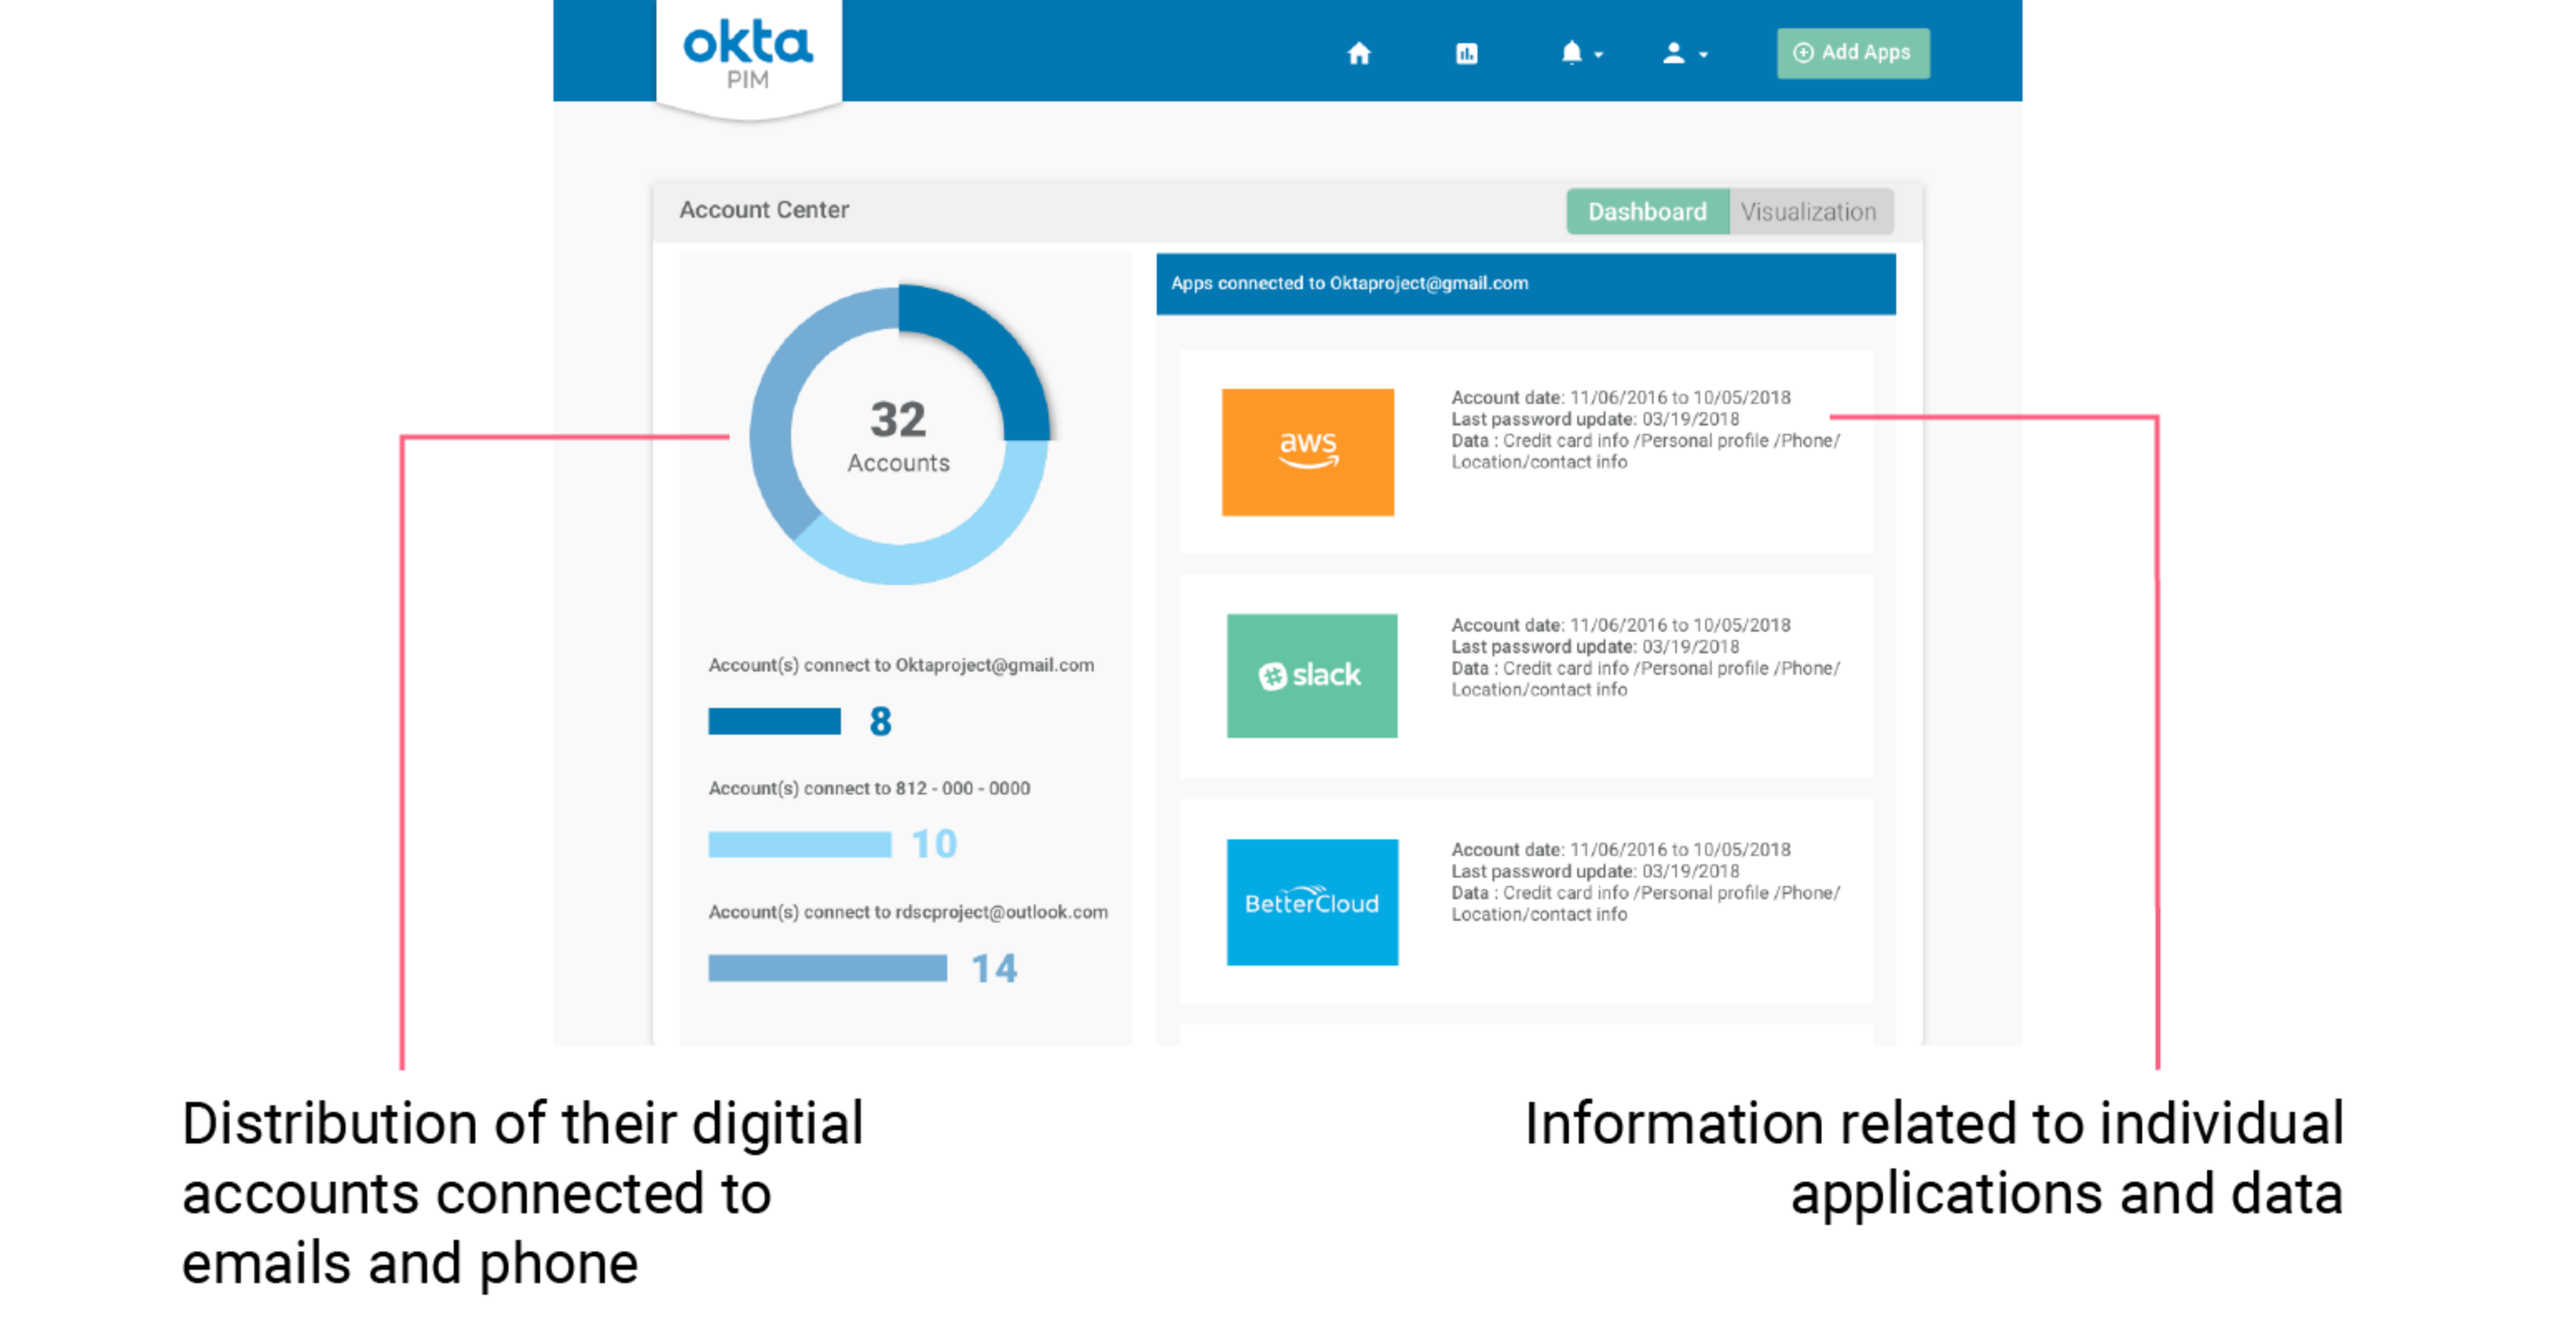 okta
PIM
Add Apps
Account Center
Dashboard
Visualization
32
Accounts
Account(s) connect to Oktaproject@gmail.com
8
Account(s) connect to 812 - 000 - 0000
10
Account(s) connect to rdscproject@outlook.com
14
Apps connected to Oktaproject@gmail.com
aws
Account date: 11/06/2016 to 10/05/2018
Last password update: 03/19/2018
Data : Credit card info /Personal profile /Phone/
Location/contact info
slack
Account date: 11/06/2016 to 10/05/2018
Last password update: 03/19/2018
Data : Credit card info /Personal profile /Phone/
Location/contact info
BetterCloud
Account date: 11/06/2016 to 10/05/2018
Last password update: 03/19/2018
Data : Credit card info /Personal profile /Phone/
Location/contact info
Distribution of their digitial
accounts connected to
emails and phone
Information related to individual
applications and data